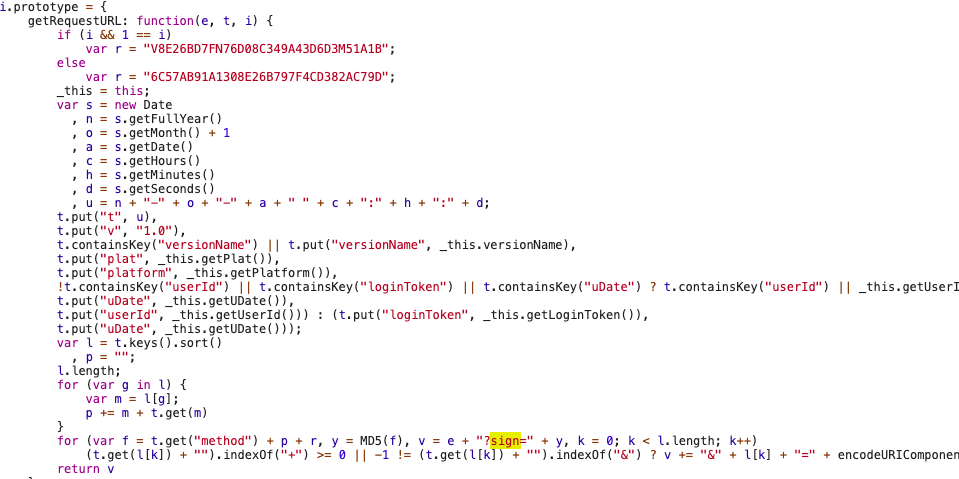 i.prototype = {
getRequestURL: function(e, t, i) {
if (i && 1 == i)
var r = "V8E26BD7FN76D08C349A43D6D3M51A1B";
else
var r = "6C57AB91A1308E26B797F4CD382AC79D";
_this = this;
var s = new Date
, n = s.getFullYear()
, o = s.getMonth() + 1
, a = s.getDate()
, c = s.getHours()
, h = s.getMinutes()
, d = s.getSeconds()
, u = n + "-" + o + "-" + a + " " + c + ":" + h + ":" + d;
t.put("t", u),
t.put("v", "1.0"),
t.containsKey("versionName") || t.put("versionName", _this.versionName),
t.put("plat", _this.getPlat()),
t.put("platform", _this.getPlatform()),
!t.containsKey("userId") || t.containsKey("loginToken") || t.containsKey("uDate") ? t.containsKey("userId") || _this.getUserI
t.put("uDate", _this.getUDate()),
t.put("userId", _this.getUserId())) : (t.put("loginToken", _this.getLoginToken()),
t.put("uDate", _this.getUDate()));
var l = t.keys().sort()
, p = "";
l.length;
for (var g in l) {
var m = l[g];
p += m + t.get(m)
}
for (var f = t.get("method") + p + r, y = MD5(f), v = e + "?sign=" + y, k = 0; k < l.length; k++)
(t.get(l[k]) + "").indexOf("+") >= 0 || -1 != (t.get(l[k]) + "").indexOf("&") ? v += "&" + l[k] + "=" + encodeURIComponen
return v